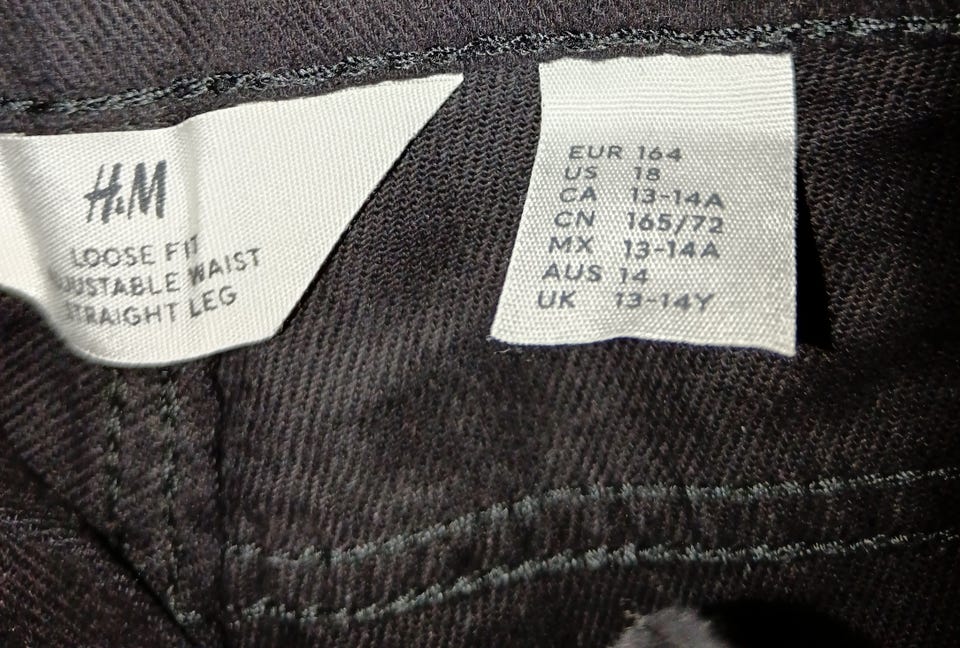 H&M
LOOSE FIT
JUSTABLE WAIST
STRAIGHT LEG
EUR 164
US 18
CA 13-14A
CN 165/72
MX 13-14A
AUS 14
UK 13-14Y